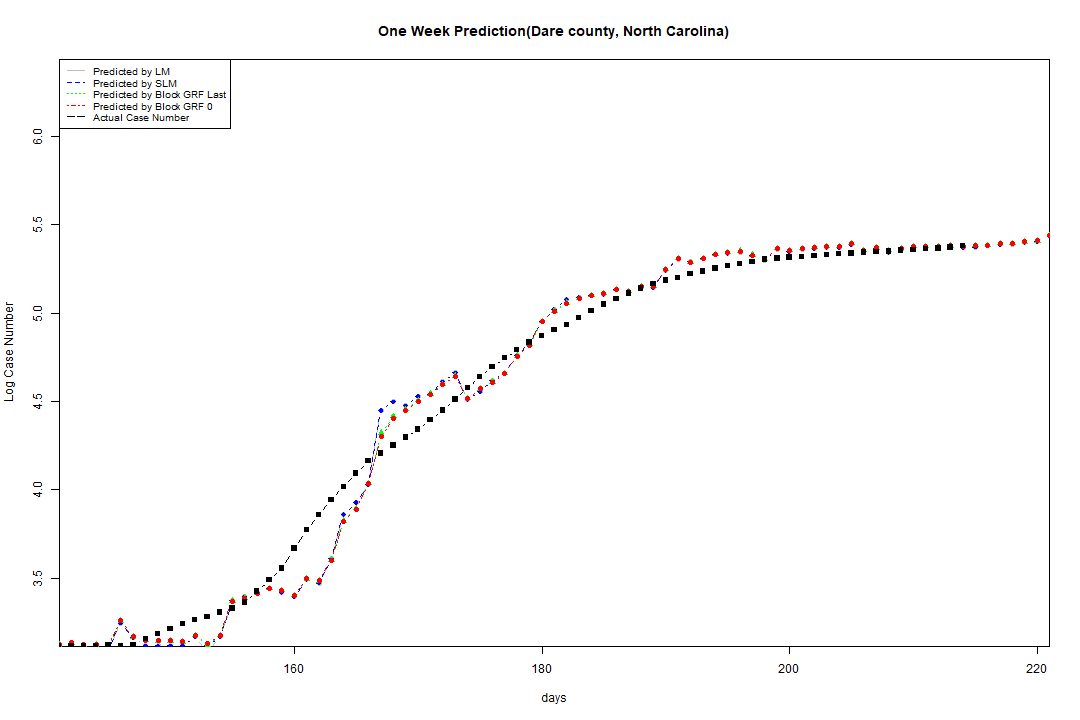 One Week Prediction(Dare county, North Carolina)
Predicted by LM
Predicted by SLM
Predicted by Block GRF Last
Predicted by Block GRF 0
Actual Case Number
Log Case Number
6.0
5.5
5.0
4.5
4.0
3.5
160 180 200 220
days